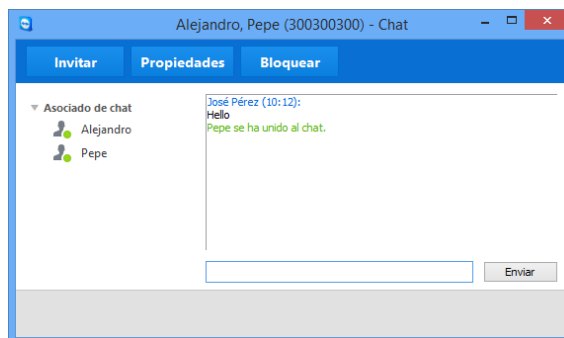 Alejandro, Pepe (300300300) - Chat
Invitar Propiedades Bloquear
Asociado de chat
Alejandro
Pepe
José Pérez (10:12):
Hello
Pepe se ha unido al chat.
Enviar